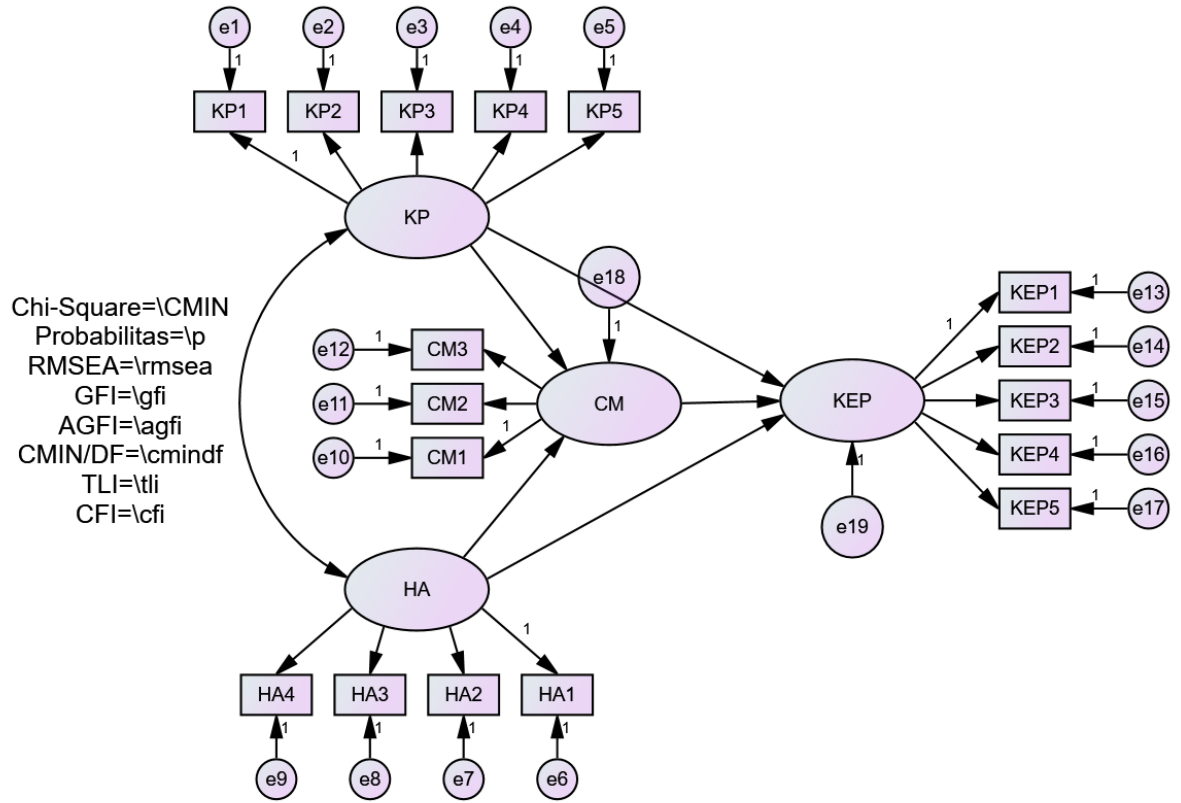 e1 e2 e3 e4 e5
1 1 1 1 1
KP1 KP2 KP3 KP4 KP5
1
KP
Chi-Square=\CMIN
Probabilitas=\p
RMSEA=\rmsea
GFI=\gfi
AGFI=\agfi
CMIN/DF=\cmindf
TLI=\tli
CFI=\cfi
e18
1
e12 1 CM3
e11 1 CM2
1
e10 1 CM1
CM
KEP
1
KEP1 1 e13
KEP2 1 e14
KEP3 1 e15
KEP4 1 e16
KEP5 1 e17
1
e19
HA
1
HA4 HA3 HA2 HA1
1 1 1 1
e9 e8 e7 e6